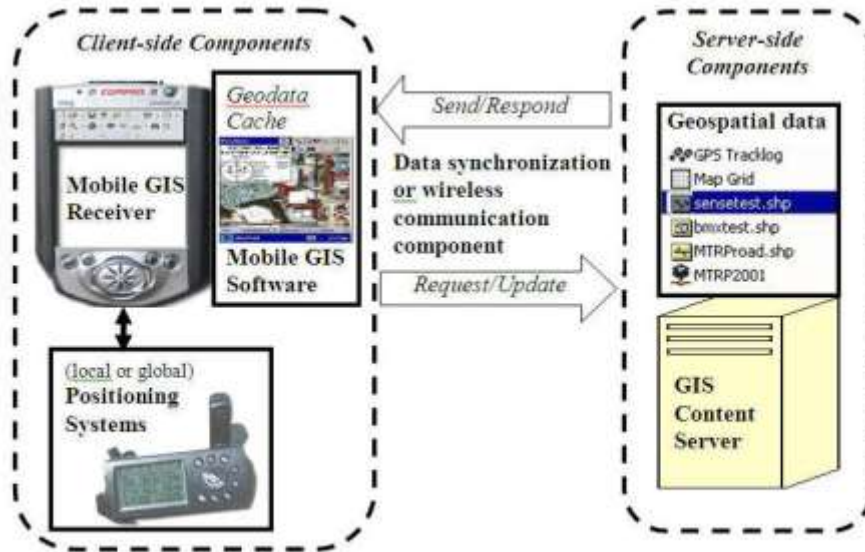 Client-side Components
COMPAQ
Mobile GIS
Receiver
Geodata
Cache
Mobile GIS
Software
(local or global)
Positioning
Systems
Send/Respond
Data synchronization
or wireless
communication
component
Request/Update
Server-side
Components
Geospatial data
GPS Tracklog
Map Grid
sensetest.shp
bmxtest.shp
MTRProad.shp
MTRP2001
GIS
Content
Server